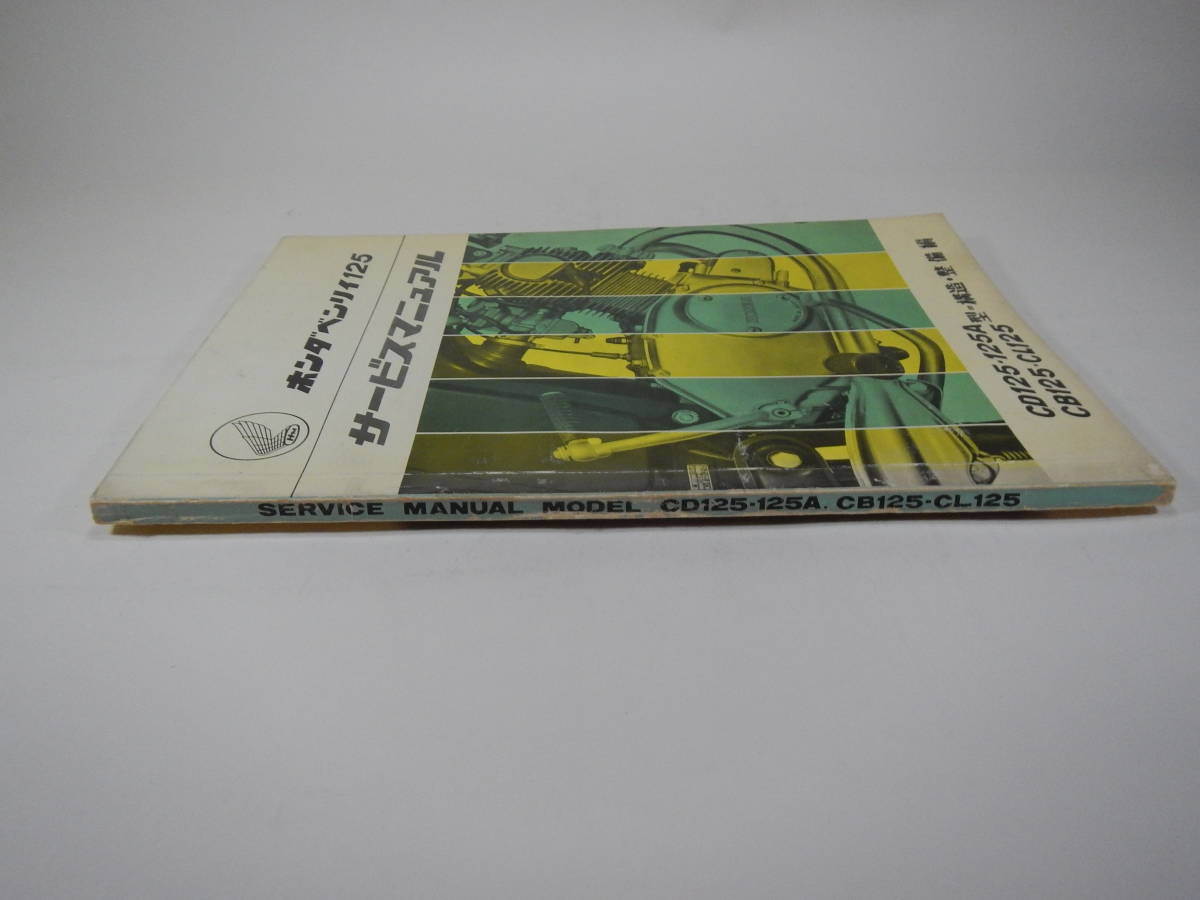 ホンダベンリイ125
サービスマニュアル
CD125・125A型=構造・整備編
CB125・CL125
HM
SERVICE MANUAL MODEL CD125・125A. CB125・CL125